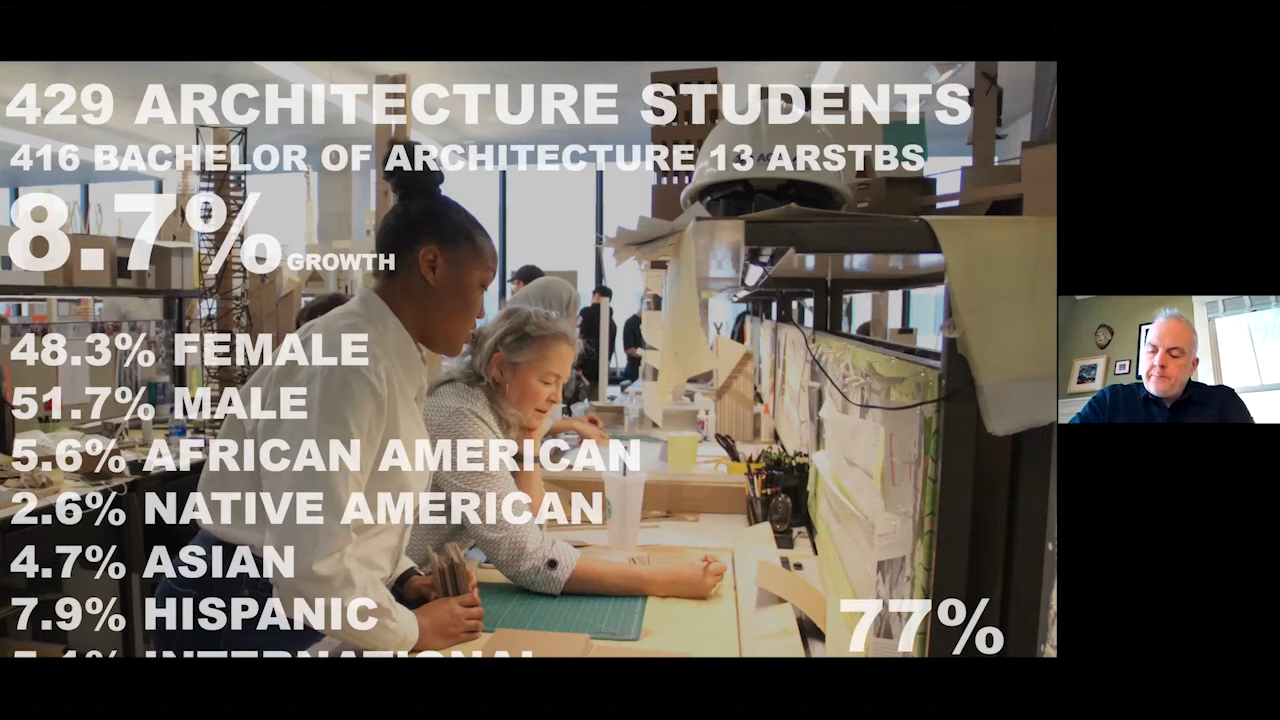 429 ARCHITECTURE STUDENTS
416 BACHELOR OF ARCHITECTURE 13 ARSTBS
8.7% GROWTH
48.3% FEMALE
51.7% MALE
5.6% AFRICAN AMERICAN
2.6% NATIVE AMERICAN
4.7% ASIAN
7.9% HISPANIC
77%
INTERNATIONAL